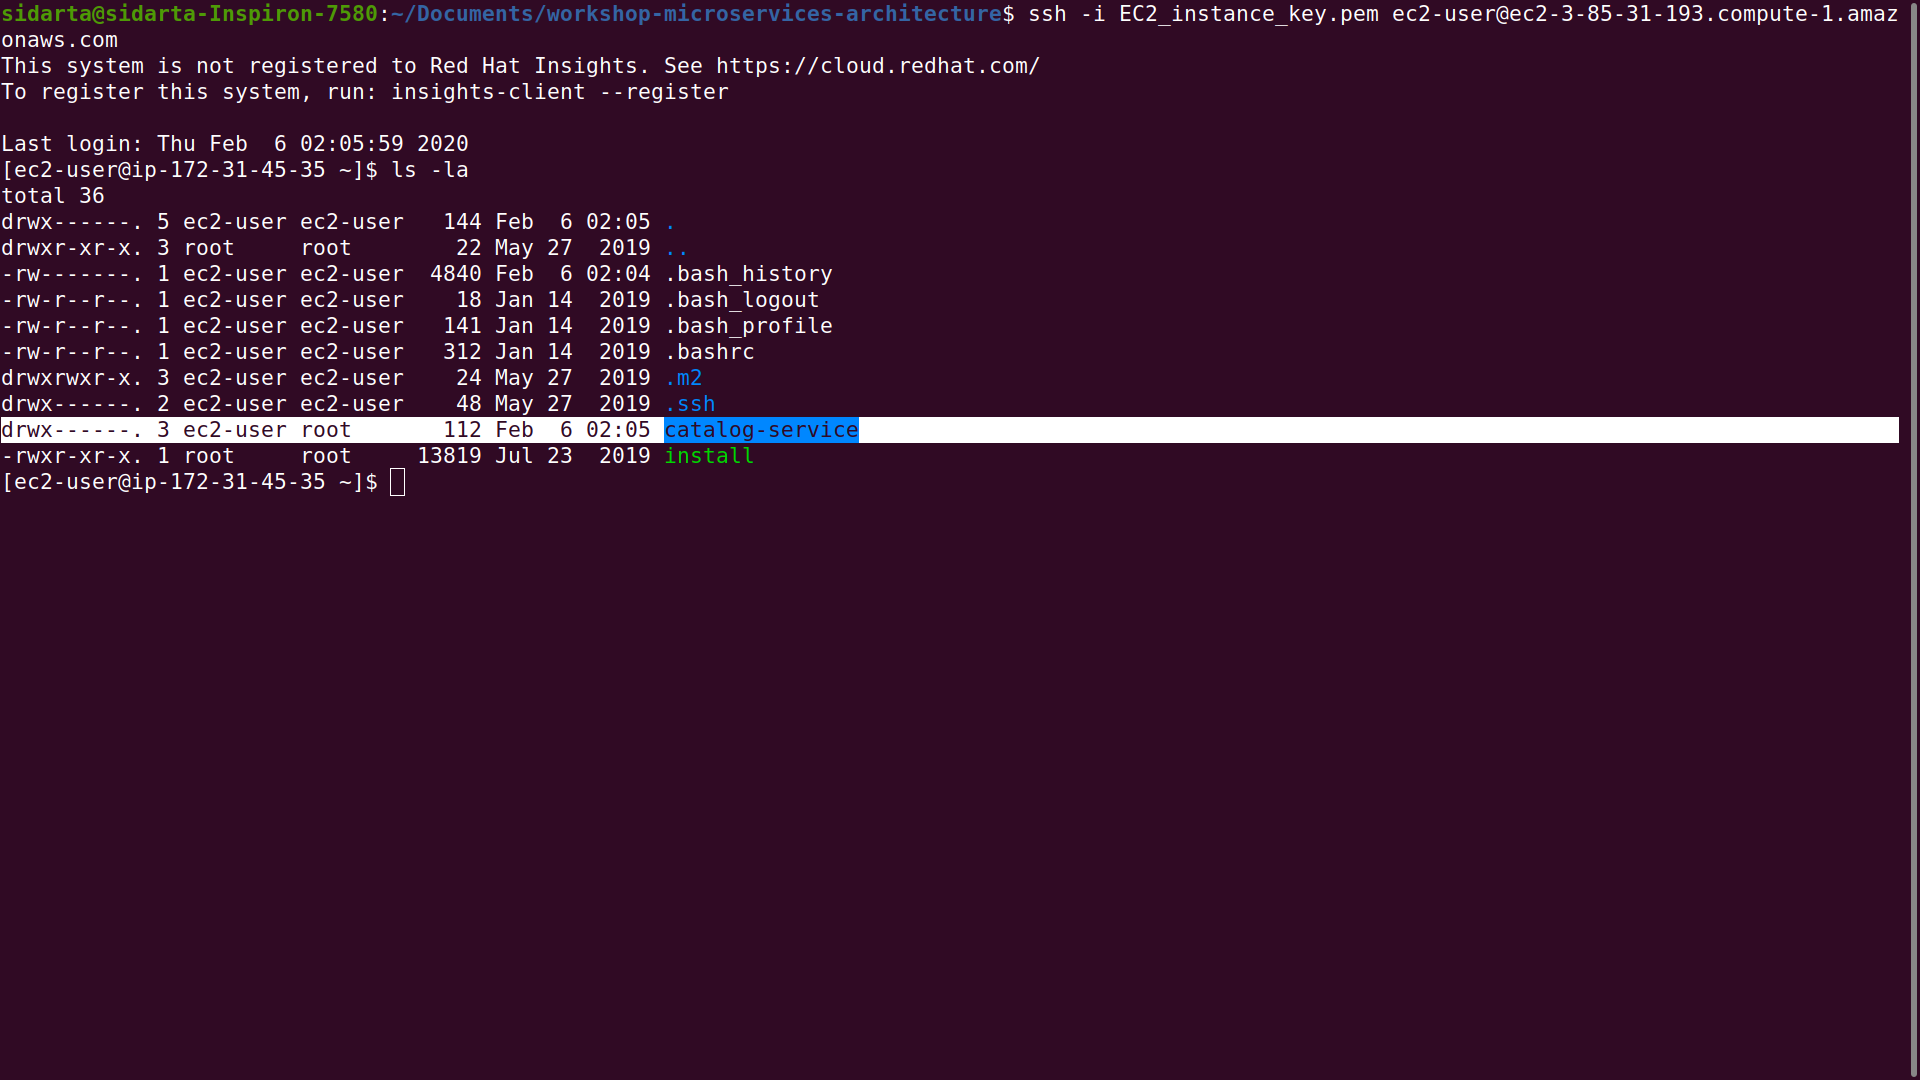 sidarta@sidarta-Inspiron-7580:~/Documents/workshop-microservices-architecture$ ssh -i EC2_instance_key.pem ec2-user@ec2-3-85-31-193.compute-1.amaz
onaws.com
This system is not registered to Red Hat Insights. See https://cloud.redhat.com/
To register this system, run: insights-client --register

Last login: Thu Feb  6 02:05:59 2020
[ec2-user@ip-172-31-45-35 ~]$ ls -la
total 36
drwx------. 5 ec2-user ec2-user   144 Feb  6 02:05 .
drwxr-xr-x. 3 root     root        22 May 27  2019 ..
-rw-------. 1 ec2-user ec2-user  4840 Feb  6 02:04 .bash_history
-rw-r--r--. 1 ec2-user ec2-user    18 Jan 14  2019 .bash_logout
-rw-r--r--. 1 ec2-user ec2-user   141 Jan 14  2019 .bash_profile
-rw-r--r--. 1 ec2-user ec2-user   312 Jan 14  2019 .bashrc
drwxrwxr-x. 3 ec2-user ec2-user    24 May 27  2019 .m2
drwx------. 2 ec2-user ec2-user    48 May 27  2019 .ssh
drwx------. 3 ec2-user root       112 Feb  6 02:05 catalog-service
-rwxr-xr-x. 1 root     root     13819 Jul 23  2019 install
[ec2-user@ip-172-31-45-35 ~]$